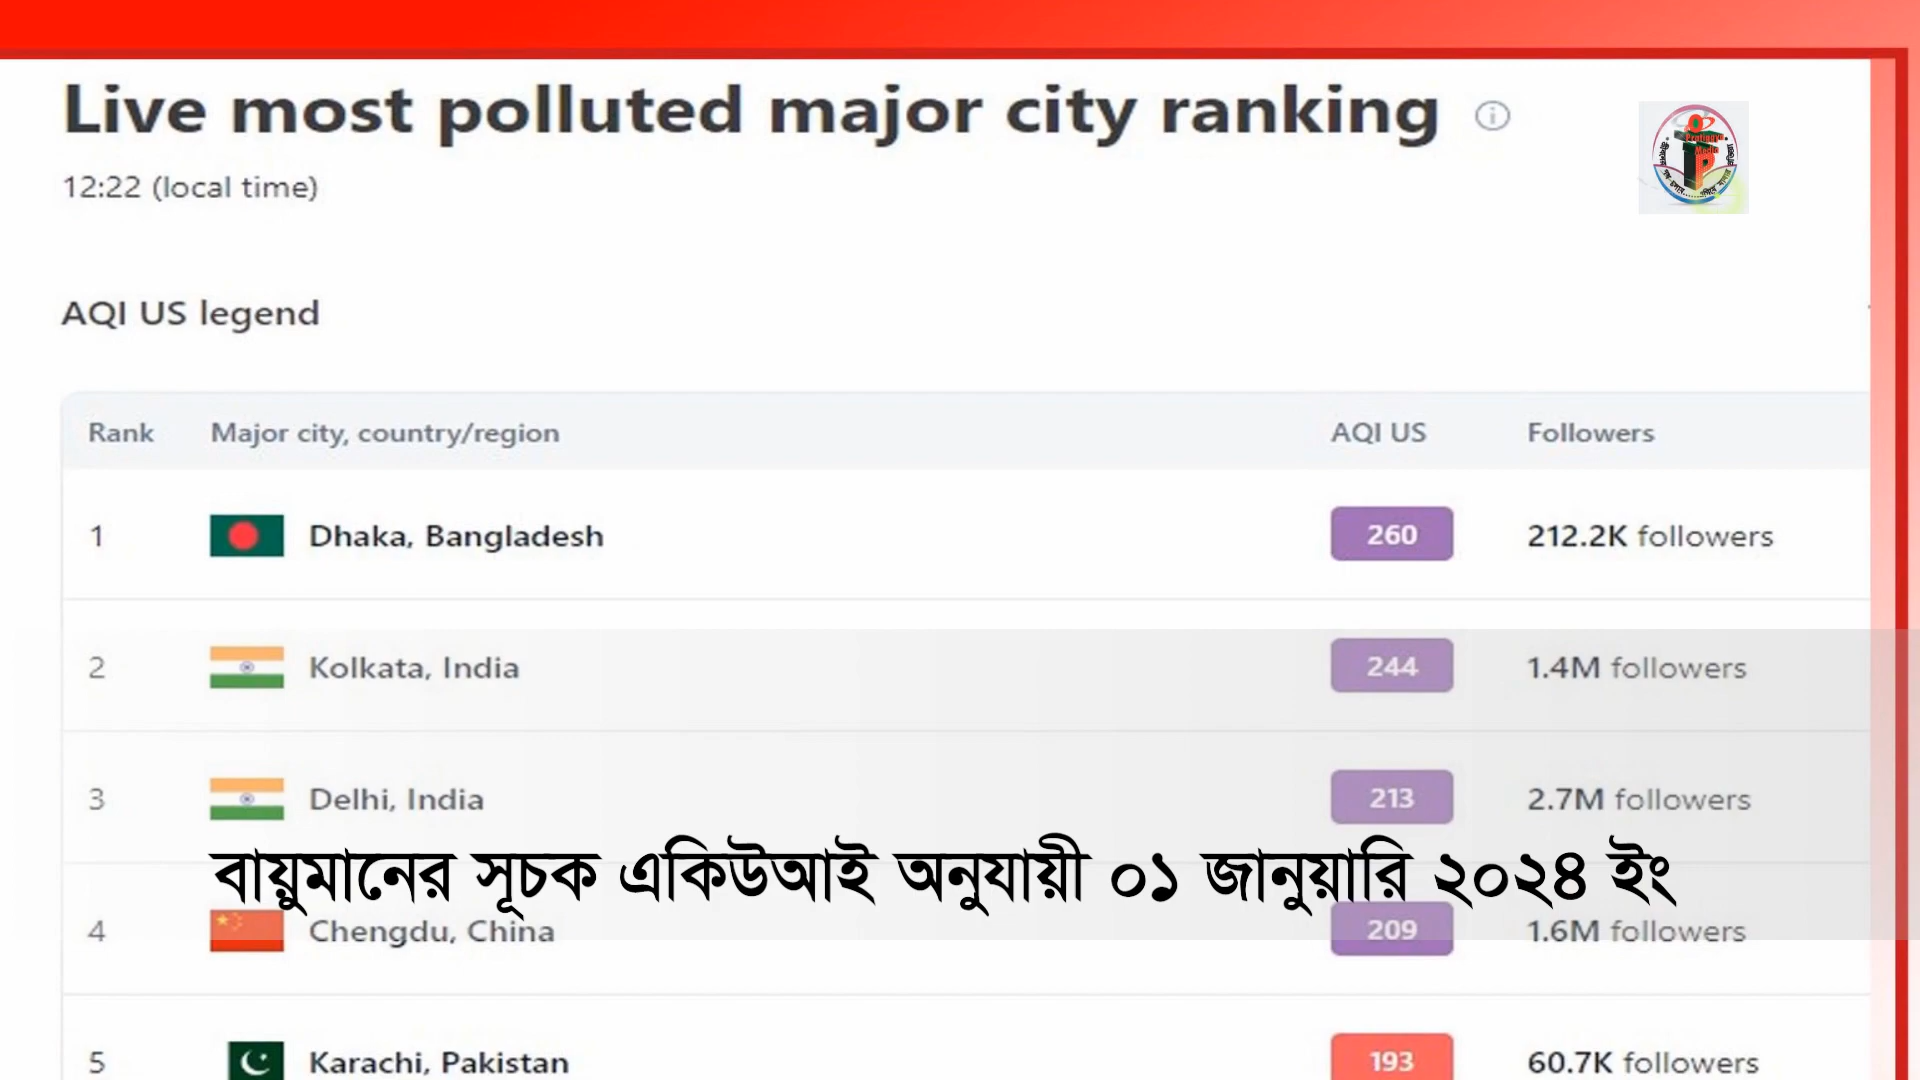 Live most polluted major city ranking
12:22 (local time)
AQI US legend
Rank Major city, country/region AQI US Followers
1 Dhaka, Bangladesh 260 212.2K followers
2 Kolkata, India 244 1.4M followers
3 Delhi, India 213 2.7M followers
বায়ুমানের সূচক একিউআই অনুযায়ী ০১ জানুয়ারি ২০২৪ ইং
4 Chengdu, China 209 1.6M followers
5 Karachi, Pakistan 193 60.7K followers